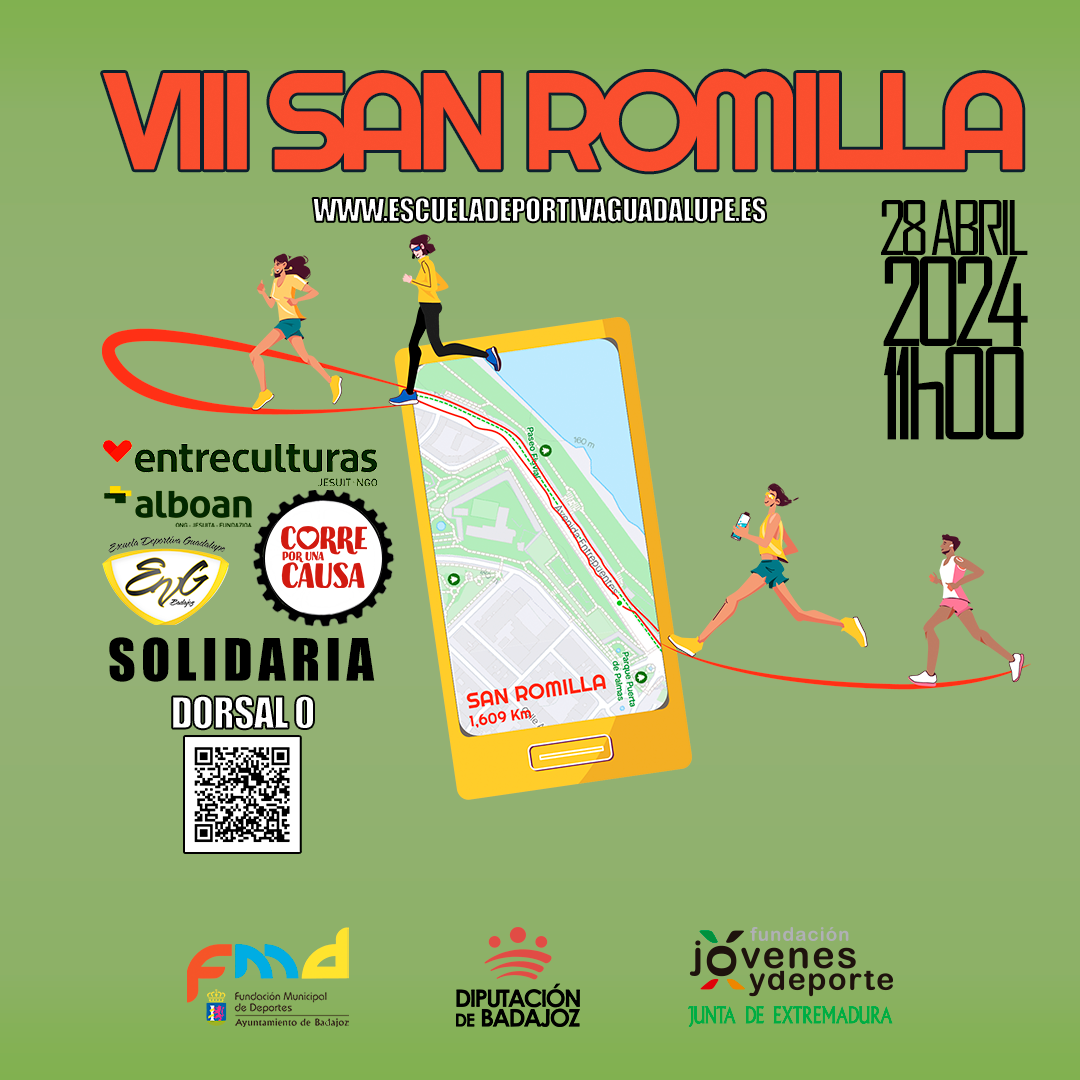 VIII SAN ROMILLA
WWW.ESCUELADEPORTIVAGUADALUPE.ES
28 ABRIL
2024
11h00
entreculturas
JESUIT-NGO
alboan
ONG - JESUITA - FUNDAZIOA
Escuela Deportiva Guadalupe
EVG
Badajoz
CORRE
POR UNA
CAUSA
SOLIDARIA
DORSAL 0
160 m
Paseo Fluvial
Avenida Entrepuentes
Parque Puerta
de Palmas
SAN ROMILLA
1,609 Km
fmd
Fundación Municipal
de Deportes
Ayuntamiento de Badajoz
DIPUTACIÓN
DE BADAJOZ
fundación
jóvenes
ydeporte
JUNTA DE EXTREMADURA